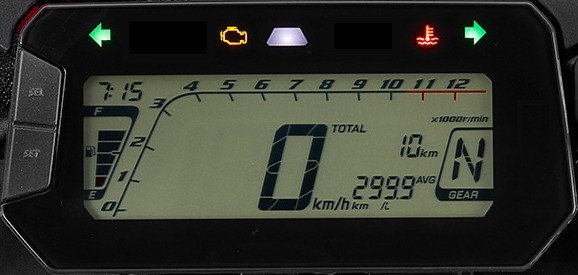 7:15
SEL
SET
F
E
0 1 2 3 4 5 6 7 8 9 10 11 12
x1000r/min
TOTAL
10km
0 km/h
299.9 AVG
km/L
N
GEAR